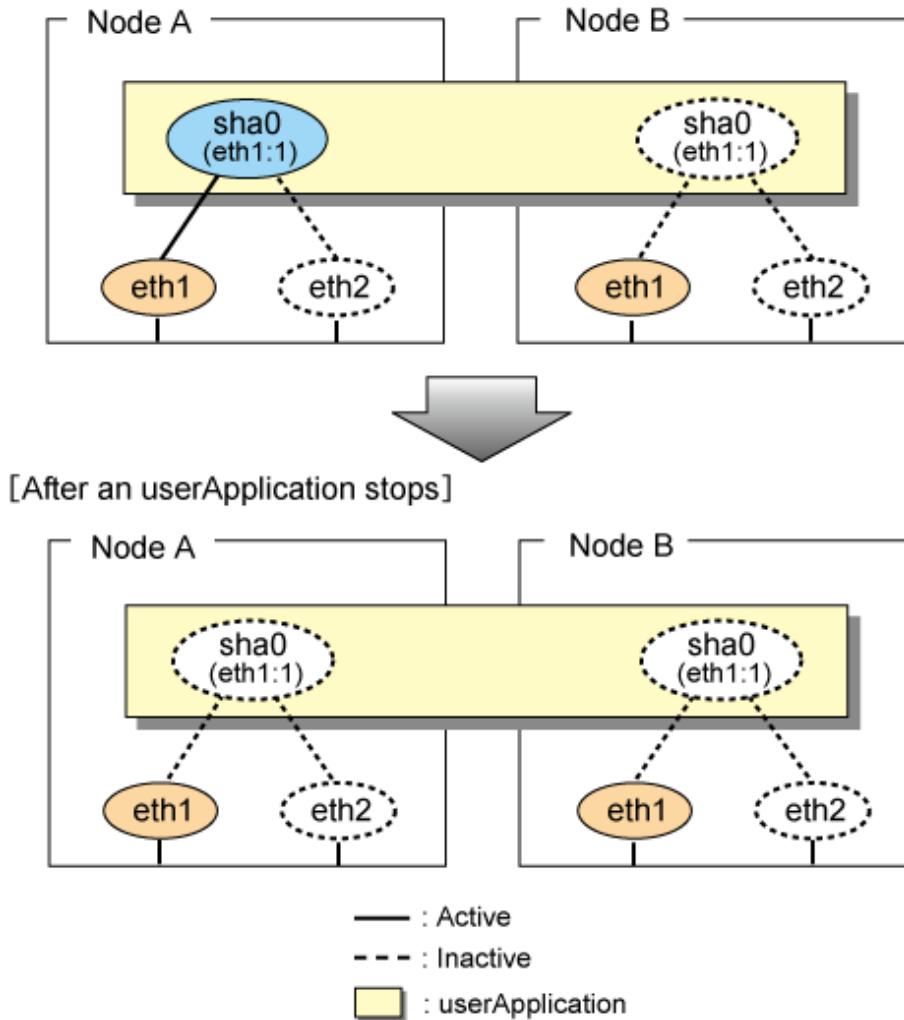 Node A
Node B
sha0
(eth1:1)
sha0
(eth1:1)
eth1
eth2
eth1
eth2
[After an userApplication stops]
Node A
Node B
sha0
(eth1:1)
sha0
(eth1:1)
eth1
eth2
eth1
eth2
: Active
: Inactive
: userApplication